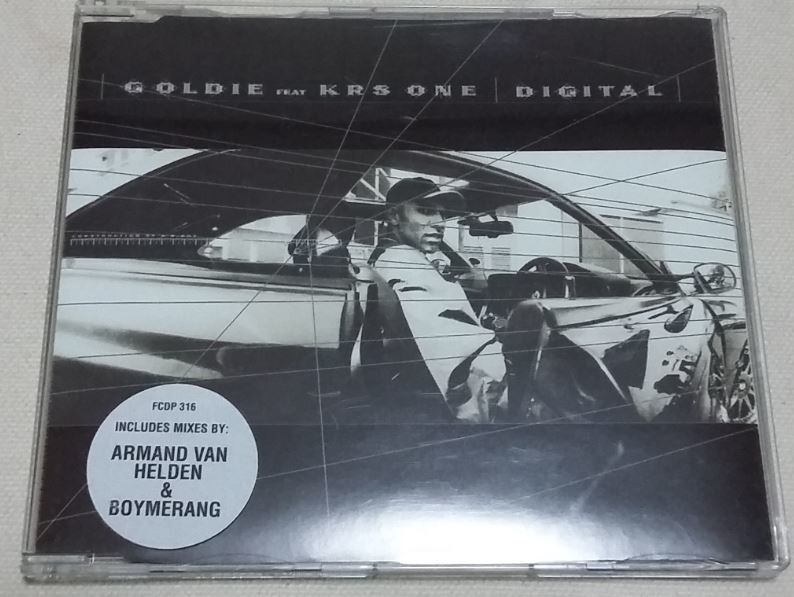 GOLDIE FEAT KRS ONE DIGITAL
FCDP 316
INCLUDES MIXES BY:
ARMAND VAN
HELDEN
&
BOYMERANG